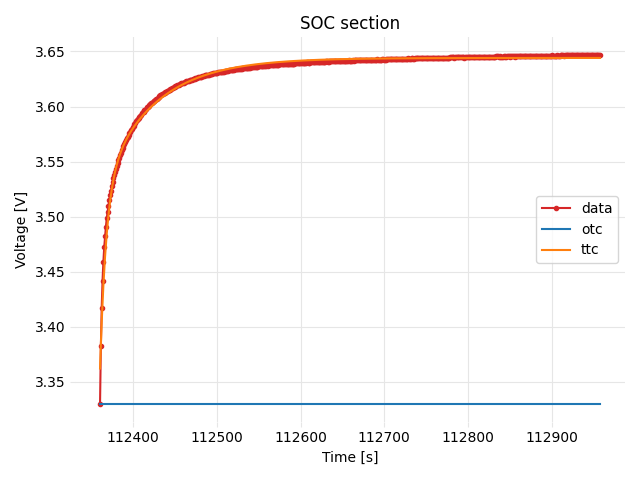 SOC section
Voltage [V]
3.65
3.60
3.55
3.50
3.45
3.40
3.35
data
otc
ttc
112400 112500 112600 112700 112800 112900
Time [s]